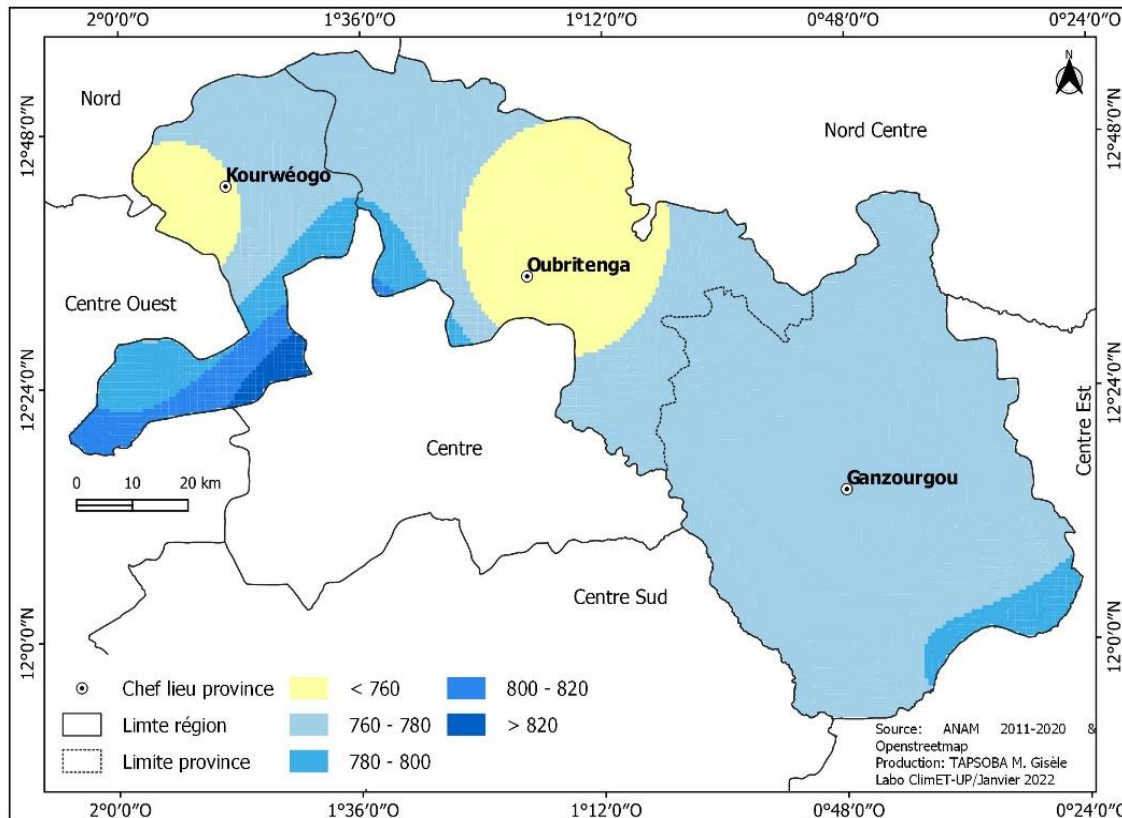 2°0′0″O 1°36′0″O 1°12′0″O 0°48′0″O 0°24′0″O
N
Nord
Nord Centre
12°48′0″N
12°48′0″N
Kourwéogo
Oubritenga
Centre Ouest
12°24′0″N
12°24′0″N
Centre
Centre Est
Ganzourgou
0 10 20 km
Centre Sud
12°0′0″N
12°0′0″N
Chef lieu province
< 760
800 - 820
Limte région
760 - 780
> 820
Limite province
780 - 800
Source: ANAM 2011-2020 &
Openstreetmap
Production: TAPSOBA M. Gisèle
Labo ClimET-UP/Janvier 2022
2°0′0″O 1°36′0″O 1°12′0″O 0°48′0″O 0°24′0″O